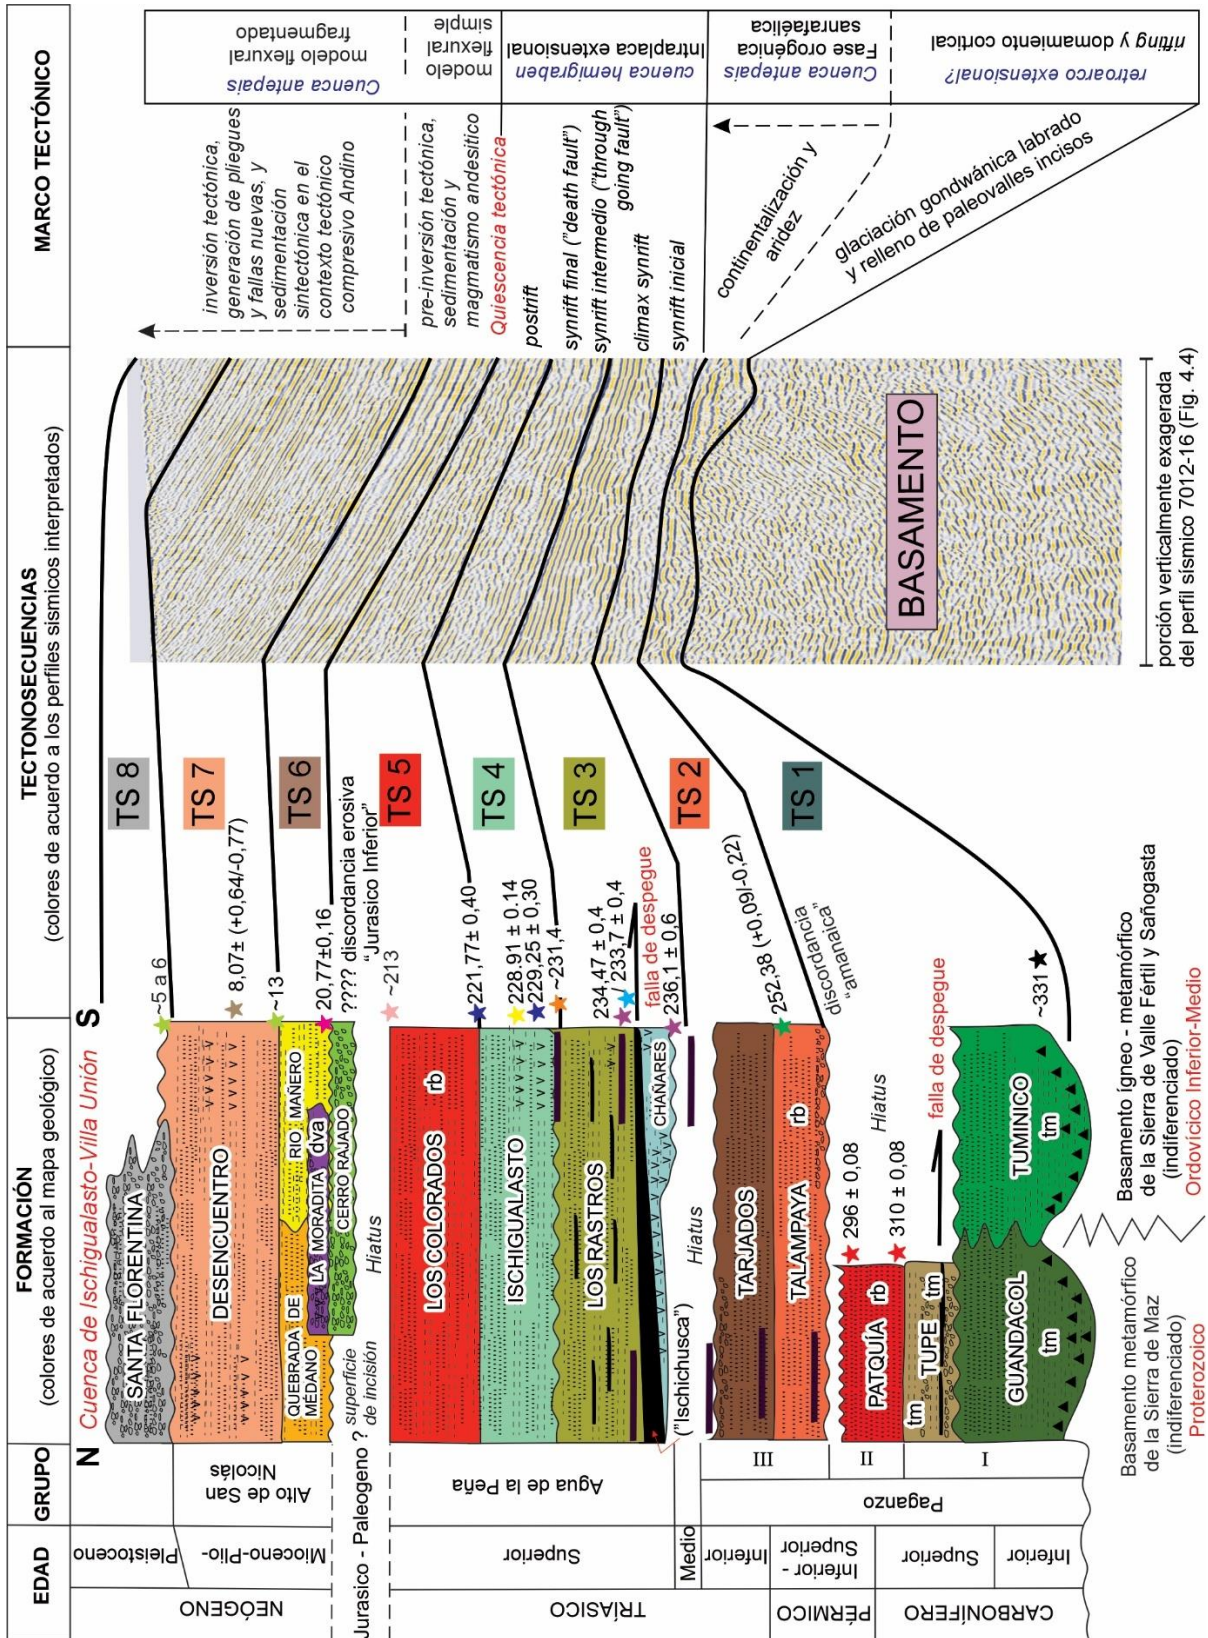 EDAD
GRUPO
FORMACIÓN
(colores de acuerdo al mapa geológico)
TECTONOSECUENCIAS
(colores de acuerdo a los perfiles sísmicos interpretados)
MARCO TECTÓNICO
N
Cuenca de Ischigualasto-Villa Unión
S
NEÓGENO
Pleistoceno
Mioceno-Plio-
Jurasico - Paleogeno ?
TRÍASICO
Superior
Medio
Inferior
PÉRMICO
Inferior -
Superior
CARBONÍFERO
Superior
Inferior
Alto de San
Nicolás
Agua de la Peña
Paganzo
III
II
I
SANTA FLORENTINA
DESENCUENTRO
QUEBRADA DE
MÉDANO
RIO MAÑERO
LA MORADITA
dva
CERRO RAJADO
superficie
de incisión
Hiatus
LOS COLORADOS
rb
ISCHIGUALASTO
LOS RASTROS
CHAÑARES
("Ischichusca")
Hiatus
TARJADOS
TALAMPAYA
rb
PATQUÍA
rb
Hiatus
tm
TUPE
tm
GUANDACOL
tm
TUMINICO
tm
~5 a 6
8,07± (+0,64/-0,77)
~13
20,77±0,16
???? discordancia erosiva
"Jurasico Inferior"
~213
221,77± 0,40
228,91 ± 0.14
229,25 ± 0,30
~231,4
234,47 ± 0,4
233,7 ± 0,4
falla de despegue
236,1 ± 0,6
252,38 (+0,09/-0,22)
discordancia
"amanaica"
296 ± 0,08
310 ± 0,08
falla de despegue
~331
Basamento metamórfico
de la Sierra de Maz
(indiferenciado)
Proterozoico
Basamento ígneo - metamórfico
de la Sierra de Valle Fértil y Sañogasta
(indiferenciado)
Ordovícico Inferior-Medio
TS 8
TS 7
TS 6
TS 5
TS 4
TS 3
TS 2
TS 1
BASAMENTO
porción verticalmente exagerada
del perfil sísmico 7012-16 (Fig. 4.4)
inversión tectónica,
generación de pliegues
y fallas nuevas, y
sedimentación
sintectónica en el
contexto tectónico
compresivo Andino
pre-inversión tectónica,
sedimentación y
magmatismo andesitico
Quiescencia tectónica
postrift
synrift final ("death fault")
synrift intermedio ("through
going fault")
climax synrift
synrift inicial
continentalización y
aridez
glaciación gondwánica labrado
y relleno de paleovalles incisos
Cuenca antepais
modelo flexural
fragmentado
modelo
flexural
simple
Intraplaca extensional
cuenca hemigraben
Cuenca antepais
Fase orogénica
sanrafaélica
retroarco extensional?
rifting y domamiento cortical